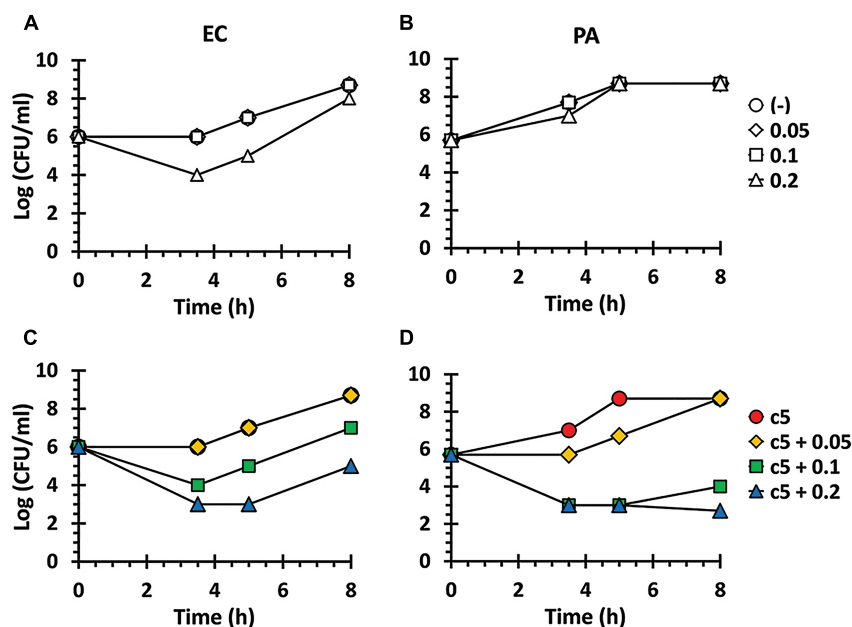 A
EC
B
PA
Log (CFU/ml)
10
8
6
4
2
0
0 2 4 6 8
Time (h)
10
8
6
4
2
0
0 2 4 6 8
Time (h)
(-)
0.05
0.1
0.2
C
D
Log (CFU/ml)
10
8
6
4
2
0
0 2 4 6 8
Time (h)
10
8
6
4
2
0
0 2 4 6 8
Time (h)
c5
c5 + 0.05
c5 + 0.1
c5 + 0.2